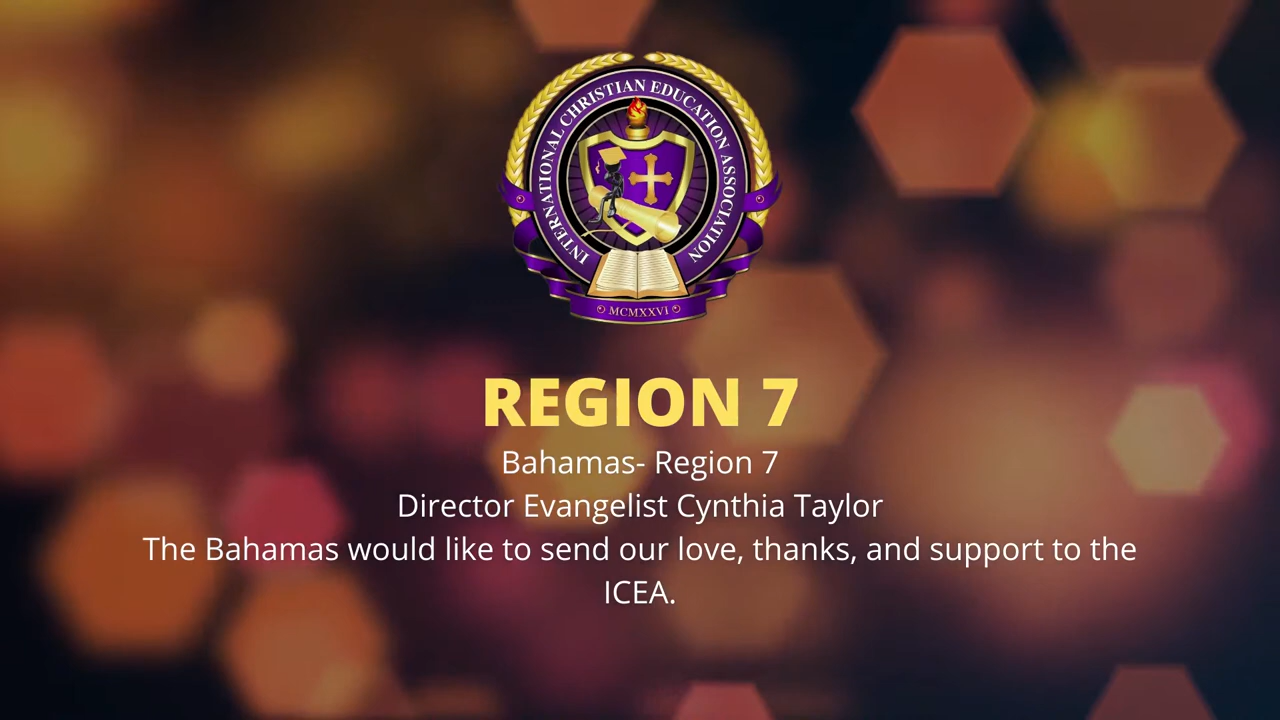 INTERNATIONAL CHRISTIAN EDUCATION ASSOCIATION
MCMXXVI
REGION 7
Bahamas- Region 7
Director Evangelist Cynthia Taylor
The Bahamas would like to send our love, thanks, and support to the
ICEA.